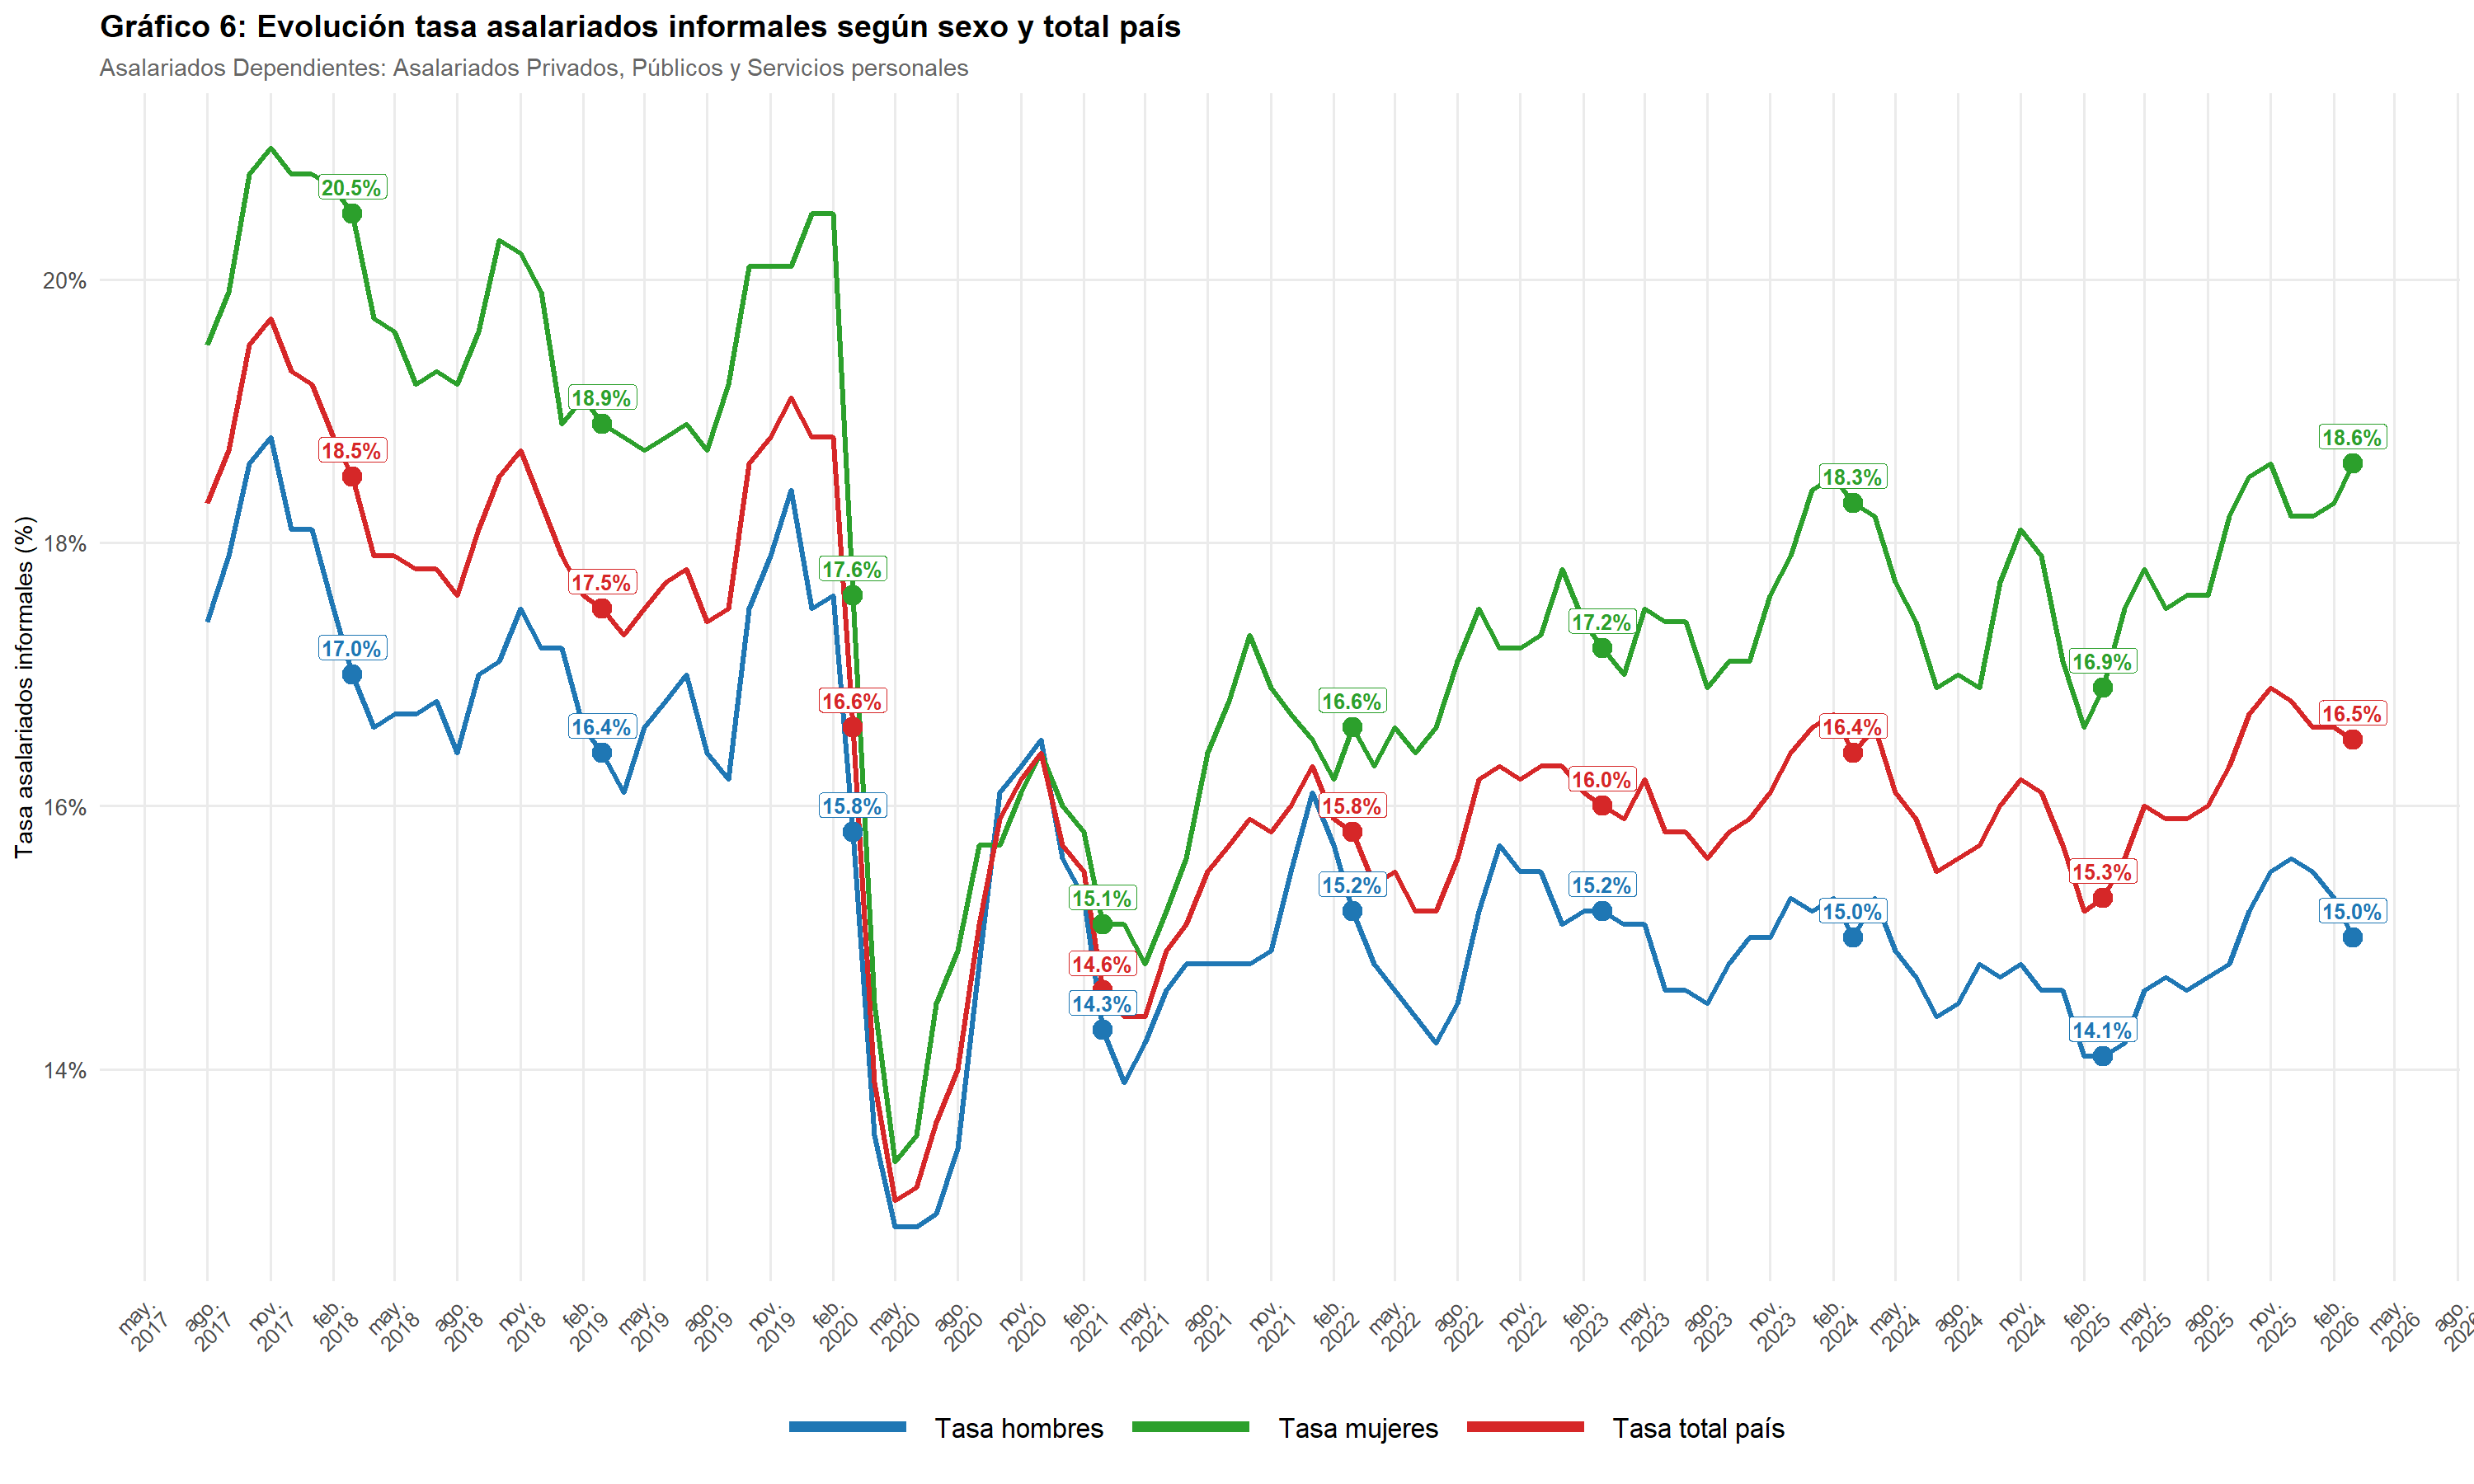 Gráfico 6: Evolución tasa asalariados informales según sexo y total país
Asalariados Dependientes: Asalariados Privados, Públicos y Servicios personales
Tasa asalariados informales (%)
20%
18%
16%
14%
20.5%
18.5%
17.0%
18.9%
17.5%
16.4%
17.6%
16.6%
15.8%
15.1%
14.6%
14.3%
16.6%
15.8%
15.2%
17.2%
16.0%
15.2%
18.3%
16.4%
15.0%
16.9%
15.3%
14.1%
18.6%
16.5%
15.0%
may.
2017
ago.
2017
nov.
2017
feb.
2018
may.
2018
ago.
2018
nov.
2018
feb.
2019
may.
2019
ago.
2019
nov.
2019
feb.
2020
may.
2020
ago.
2020
nov.
2020
feb.
2021
may.
2021
ago.
2021
nov.
2021
feb.
2022
may.
2022
ago.
2022
nov.
2022
feb.
2023
may.
2023
ago.
2023
nov.
2023
feb.
2024
may.
2024
ago.
2024
nov.
2024
feb.
2025
may.
2025
ago.
2025
nov.
2025
feb.
2026
may.
2026
ago.
2026
Tasa hombres
Tasa mujeres
Tasa total país